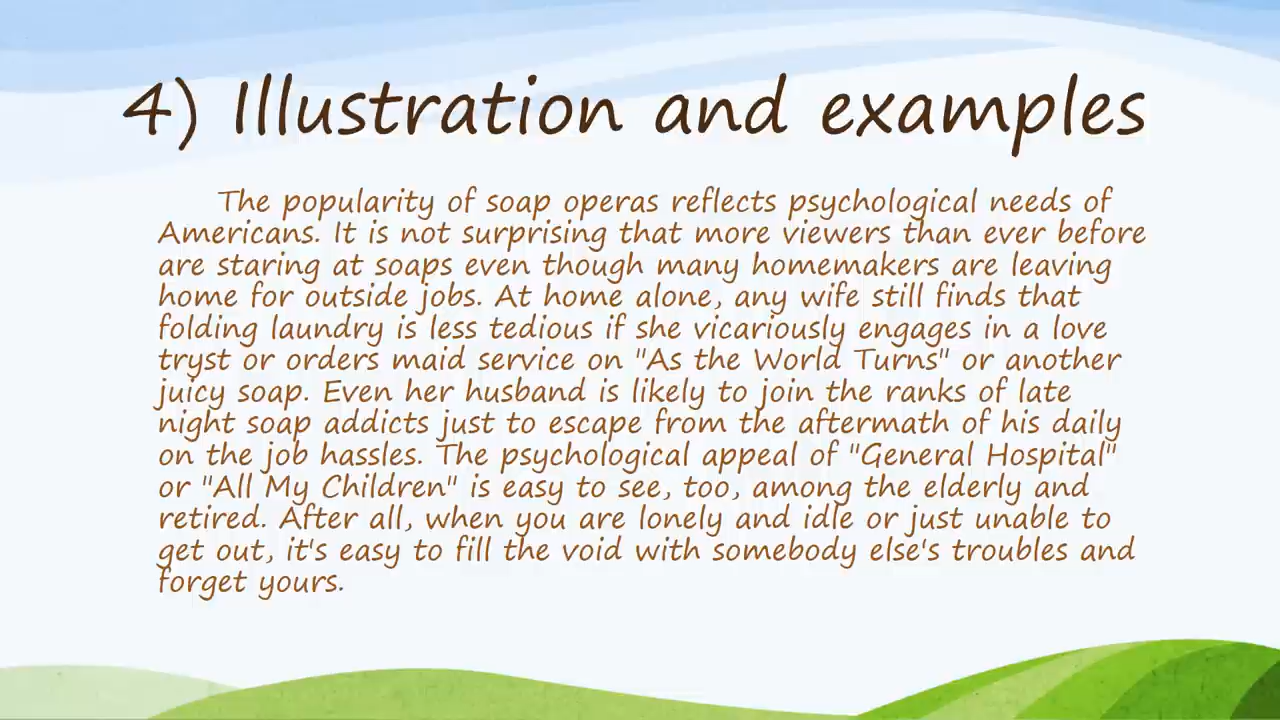 4) Illustration and examples
The popularity of soap operas reflects psychological needs of
Americans. It is not surprising that more viewers than ever before
are staring at soaps even though many homemakers are leaving
home for outside jobs. At home alone, any wife still finds that
folding laundry is less tedious if she vicariously engages in a love
tryst or orders maid service on "As the World Turns" or another
juicy soap. Even her husband is likely to join the ranks of late
night soap addicts just to escape from the aftermath of his daily
on the job hassles. The psychological appeal of "General Hospital"
or "All My Children" is easy to see, too, among the elderly and
retired. After all, when you are lonely and idle or just unable to
get out, it's easy to fill the void with somebody else's troubles and
forget yours.